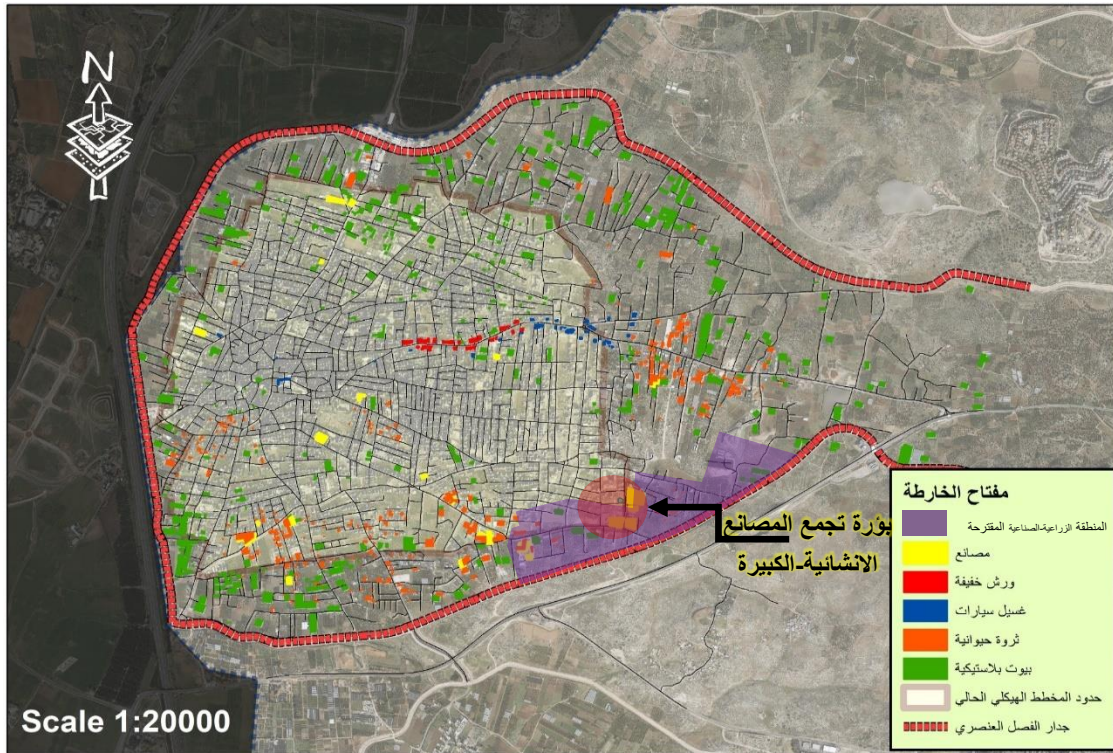 N
بؤرة تجمع المصانع
الانشائية-الكبيرة
مفتاح الخارطة
المنطقة الزراعية-الصناعية المقترحة
مصانع
ورش خفيفة
غسيل سيارات
ثروة حيوانية
بيوت بلاستيكية
حدود المخطط الهيكلي الحالي
جدار الفصل العنصري
Scale 1:20000